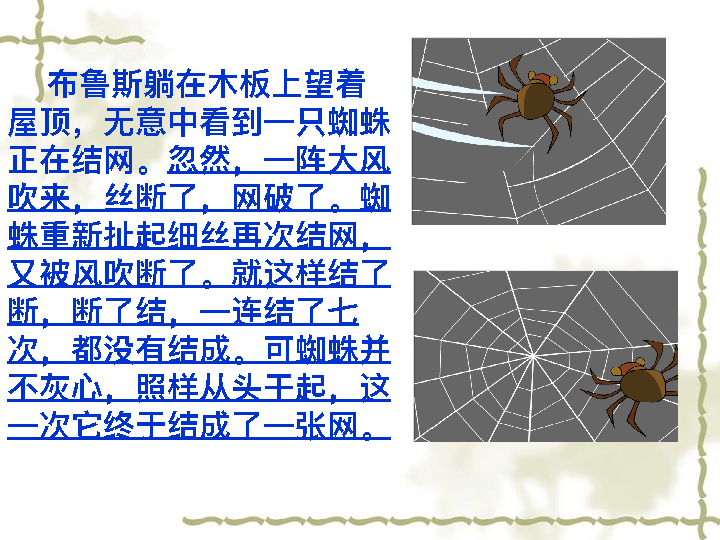 布鲁斯躺在木板上望着
屋顶，无意中看到一只蜘蛛
正在结网。忽然，一阵大风
吹来，丝断了，网破了。蜘
蛛重新扯起细丝再次结网，
又被风吹断了。就这样结了
断，断了结，一连结了七
次，都没有结成。可蜘蛛并
不灰心，照样从头干起，这
一次它终于结成了一张网。